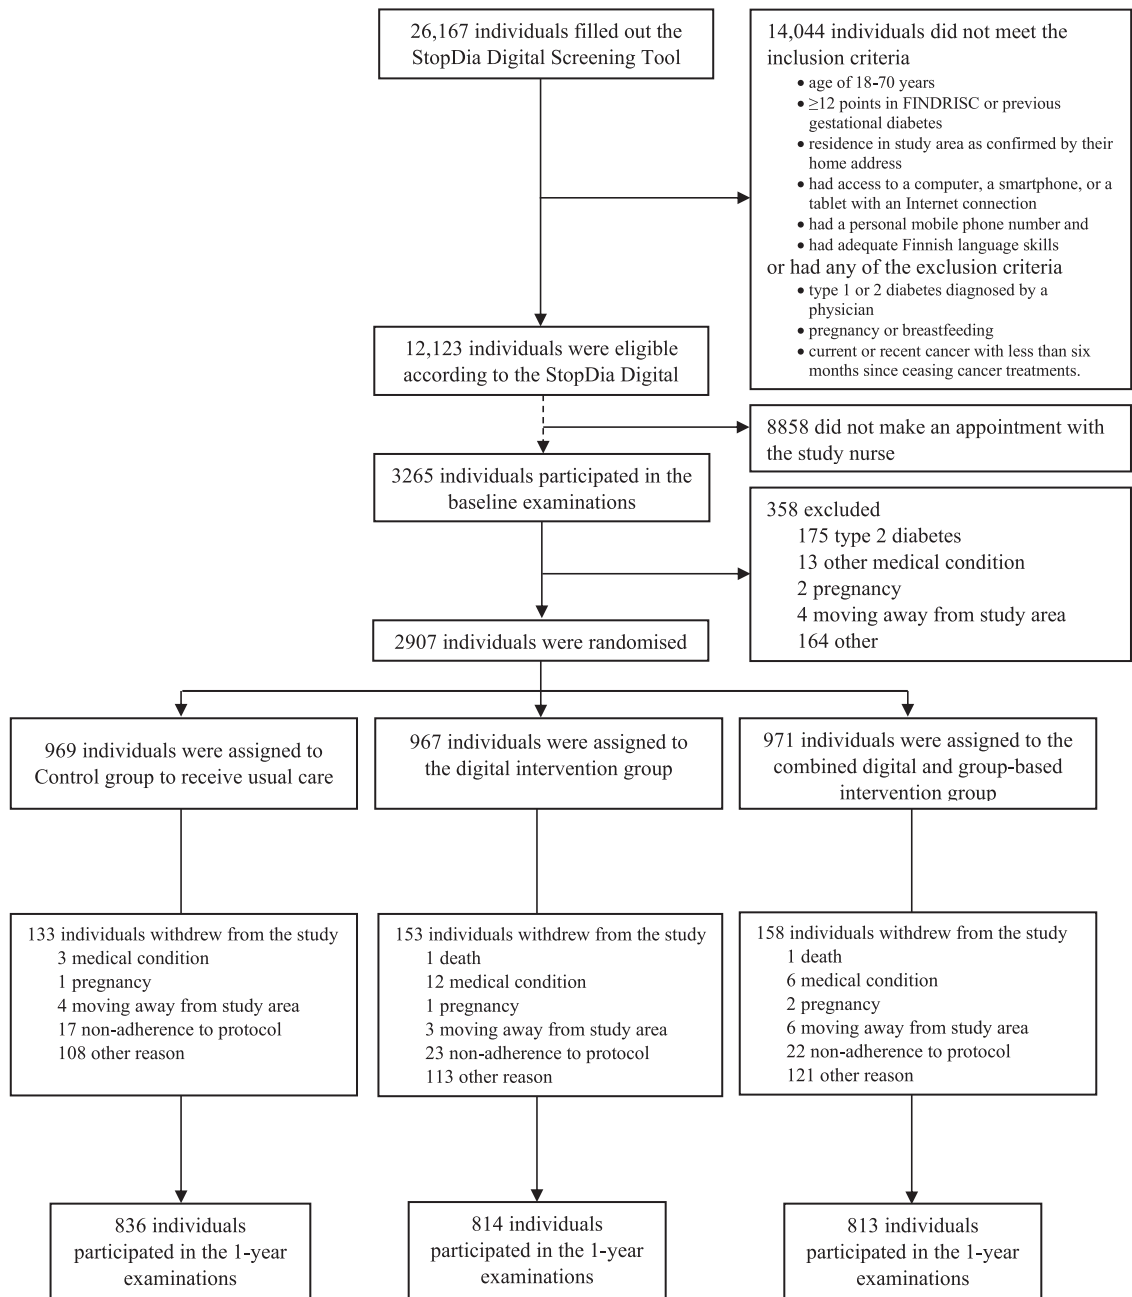 26,167 individuals filled out the
StopDia Digital Screening Tool
14,044 individuals did not meet the
inclusion criteria
• age of 18-70 years
• ≥12 points in FINDRISC or previous
gestational diabetes
• residence in study area as confirmed by their
home address
• had access to a computer, a smartphone, or a
tablet with an Internet connection
• had a personal mobile phone number and
• had adequate Finnish language skills
or had any of the exclusion criteria
• type 1 or 2 diabetes diagnosed by a
physician
• pregnancy or breastfeeding
• current or recent cancer with less than six
months since ceasing cancer treatments.
12,123 individuals were eligible
according to the StopDia Digital
8858 did not make an appointment with
the study nurse
3265 individuals participated in the
baseline examinations
358 excluded
175 type 2 diabetes
13 other medical condition
2 pregnancy
4 moving away from study area
164 other
2907 individuals were randomised
969 individuals were assigned to
Control group to receive usual care
967 individuals were assigned to
the digital intervention group
971 individuals were assigned to the
combined digital and group-based
intervention group
133 individuals withdrew from the study
3 medical condition
1 pregnancy
4 moving away from study area
17 non-adherence to protocol
108 other reason
153 individuals withdrew from the study
1 death
12 medical condition
1 pregnancy
3 moving away from study area
23 non-adherence to protocol
113 other reason
158 individuals withdrew from the study
1 death
6 medical condition
2 pregnancy
6 moving away from study area
22 non-adherence to protocol
121 other reason
836 individuals
participated in the 1-year
examinations
814 individuals
participated in the 1-year
examinations
813 individuals
participated in the 1-year
examinations